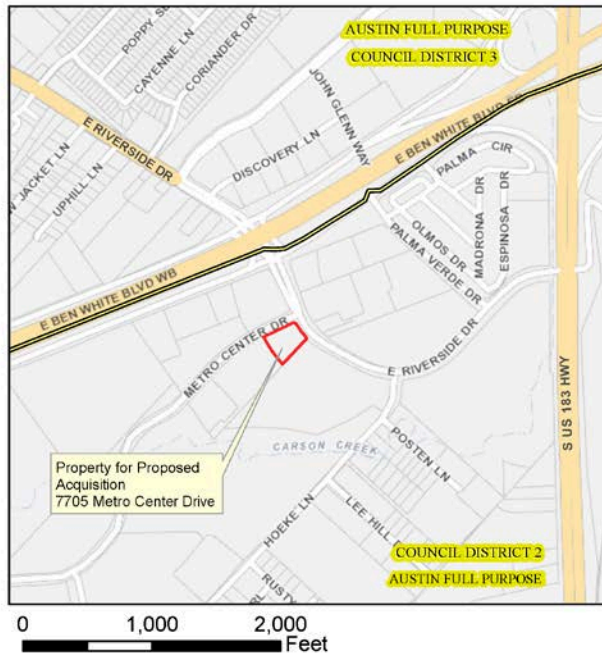 AUSTIN FULL PURPOSE
COUNCIL DISTRICT 3
CAYENNE LN
CORIANDER DR
JOHN GLENN WAY
E RIVERSIDE DR
DISCOVERY LN
E BEN WHITE BLVD
PALMA CIR
JACKET LN
UPHILL LN
OLMOS DR
MADRONA DR
ESPINOSA DR
PALMA VERDE DR
E BEN WHITE BLVD WB
METRO CENTER DR
E RIVERSIDE DR
S US 183 HWY
CARSON CREEK
POSTEN LN
Property for Proposed
Acquisition
7705 Metro Center Drive
HOEKE LN
LEE HILL
COUNCIL DISTRICT 2
AUSTIN FULL PURPOSE
0 1,000 2,000
Feet